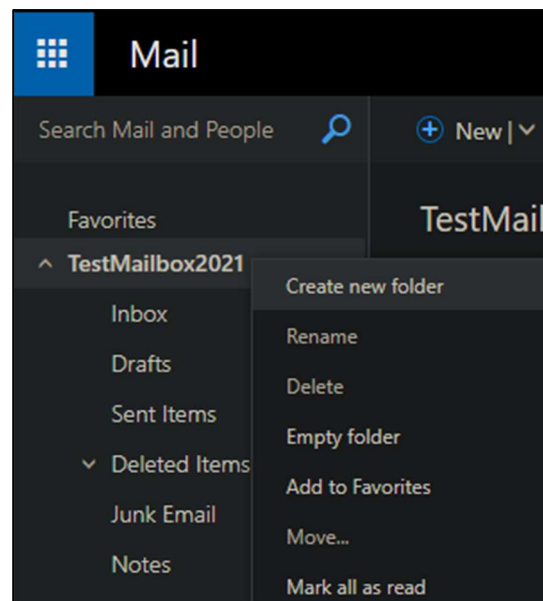 Mail
Search Mail and People
New
Favorites
TestMail
TestMailbox2021
Create new folder
Inbox
Rename
Drafts
Delete
Sent Items
Empty folder
Deleted Items
Add to Favorites
Junk Email
Move...
Notes
Mark all as read